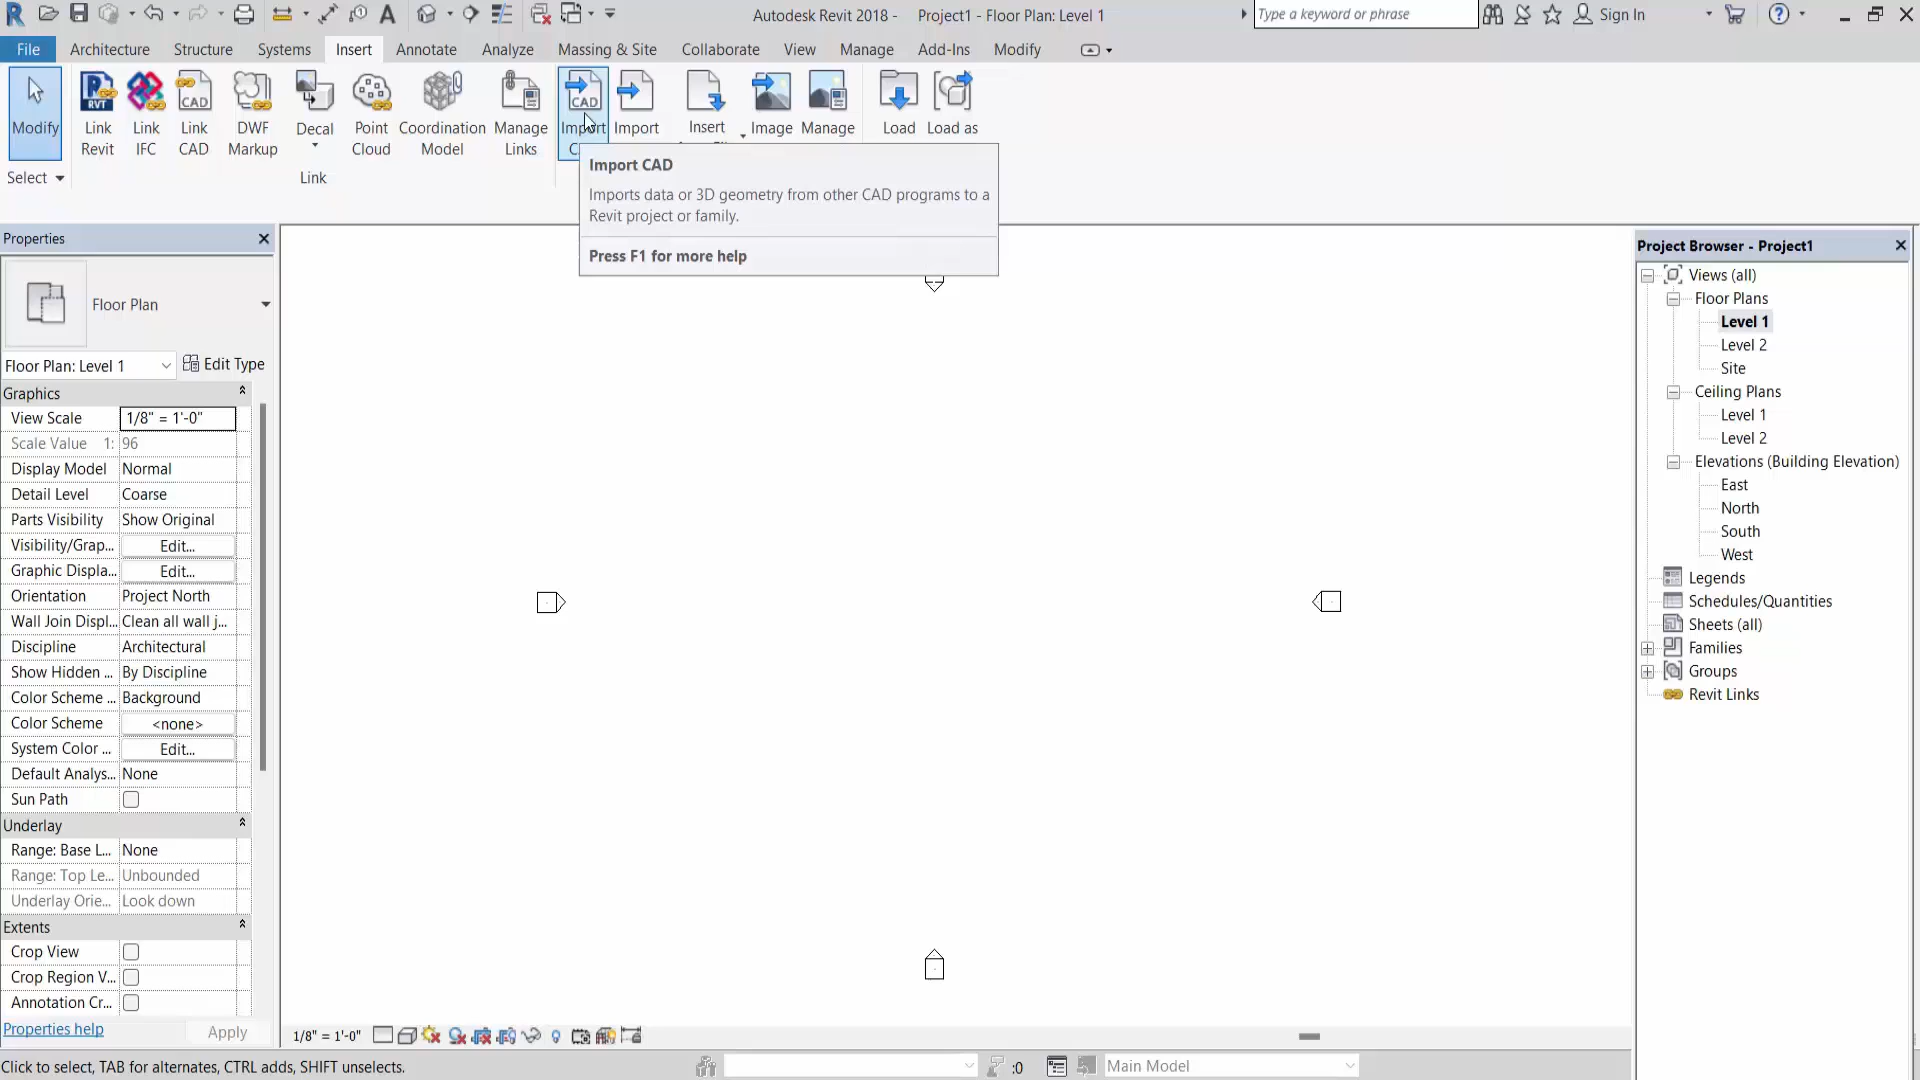 Autodesk Revit 2018 - Project1 - Floor Plan: Level 1
Type a keyword or phrase
Sign In
File Architecture Structure Systems Insert Annotate Analyze Massing & Site Collaborate View Manage Add-Ins Modify
Modify
Link Revit
Link IFC
Link CAD
DWF Markup
Decal
Point Cloud
Coordination Model
Manage Links
Import
Import
Insert
Image
Manage
Load
Load as
Select
Link
Import CAD
Imports data or 3D geometry from other CAD programs to a
Revit project or family.
Press F1 for more help
Properties
Floor Plan
Floor Plan: Level 1 Edit Type
Graphics
View Scale 1/8" = 1'-0"
Scale Value 1: 96
Display Model Normal
Detail Level Coarse
Parts Visibility Show Original
Visibility/Grap... Edit...
Graphic Displa... Edit...
Orientation Project North
Wall Join Displ... Clean all wall j...
Discipline Architectural
Show Hidden ... By Discipline
Color Scheme ... Background
Color Scheme <none>
System Color ... Edit...
Default Analys... None
Sun Path
Underlay
Range: Base L... None
Range: Top Le... Unbounded
Underlay Orie... Look down
Extents
Crop View
Crop Region V...
Annotation Cr...
Properties help Apply
1/8" = 1'-0"
Project Browser - Project1
Views (all)
Floor Plans
Level 1
Level 2
Site
Ceiling Plans
Level 1
Level 2
Elevations (Building Elevation)
East
North
South
West
Legends
Schedules/Quantities
Sheets (all)
Families
Groups
Revit Links
Click to select, TAB for alternates, CTRL adds, SHIFT unselects.
:0
Main Model